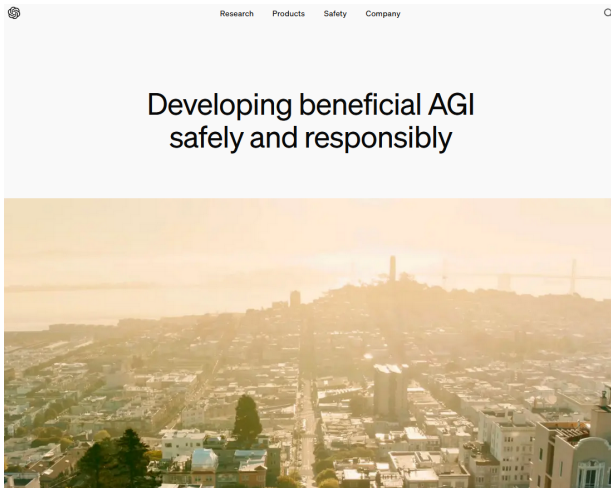 Research Products Safety Company
Developing beneficial AGI
safely and responsibly